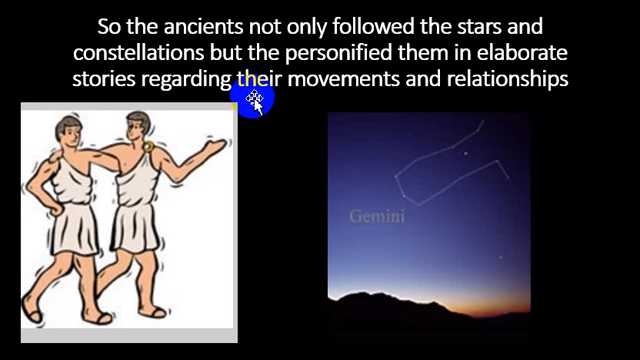 So the ancients not only followed the stars and
constellations but the personified them in elaborate
stories regarding their movements and relationships
Gemini